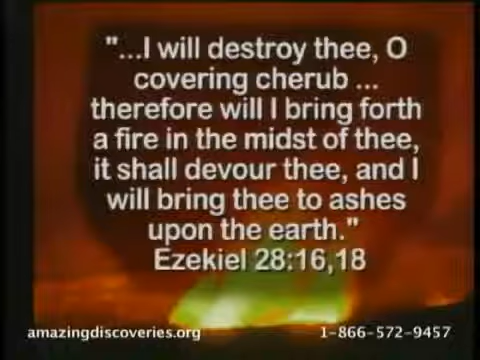 "...I will destroy thee, O
covering cherub ...
therefore will I bring forth
a fire in the midst of thee,
it shall devour thee, and I
will bring thee to ashes
upon the earth."
Ezekiel 28:16,18
amazingdiscoveries.org
1-866-572-9457